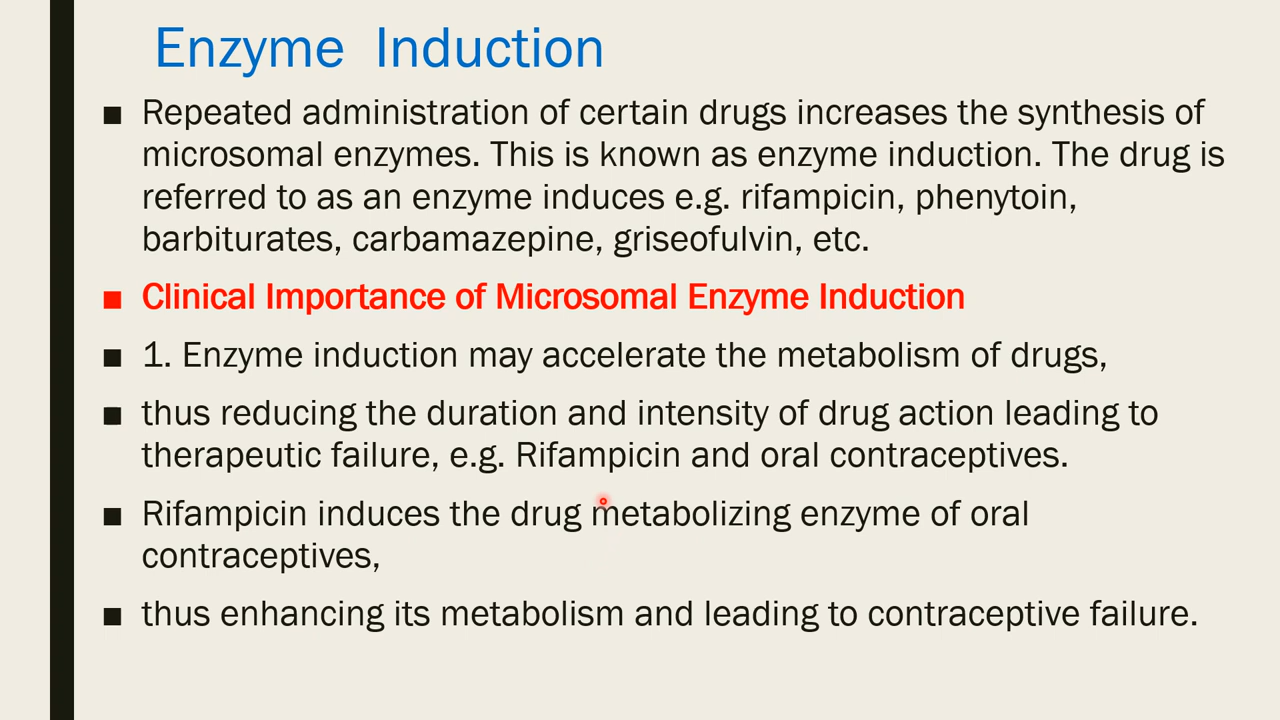 Enzyme Induction
■ Repeated administration of certain drugs increases the synthesis of
microsomal enzymes. This is known as enzyme induction. The drug is
referred to as an enzyme induces e.g. rifampicin, phenytoin,
barbiturates, carbamazepine, griseofulvin, etc.
■ Clinical Importance of Microsomal Enzyme Induction
■ 1. Enzyme induction may accelerate the metabolism of drugs,
■ thus reducing the duration and intensity of drug action leading to
therapeutic failure, e.g. Rifampicin and oral contraceptives.
■ Rifampicin induces the drug metabolizing enzyme of oral
contraceptives,
■ thus enhancing its metabolism and leading to contraceptive failure.